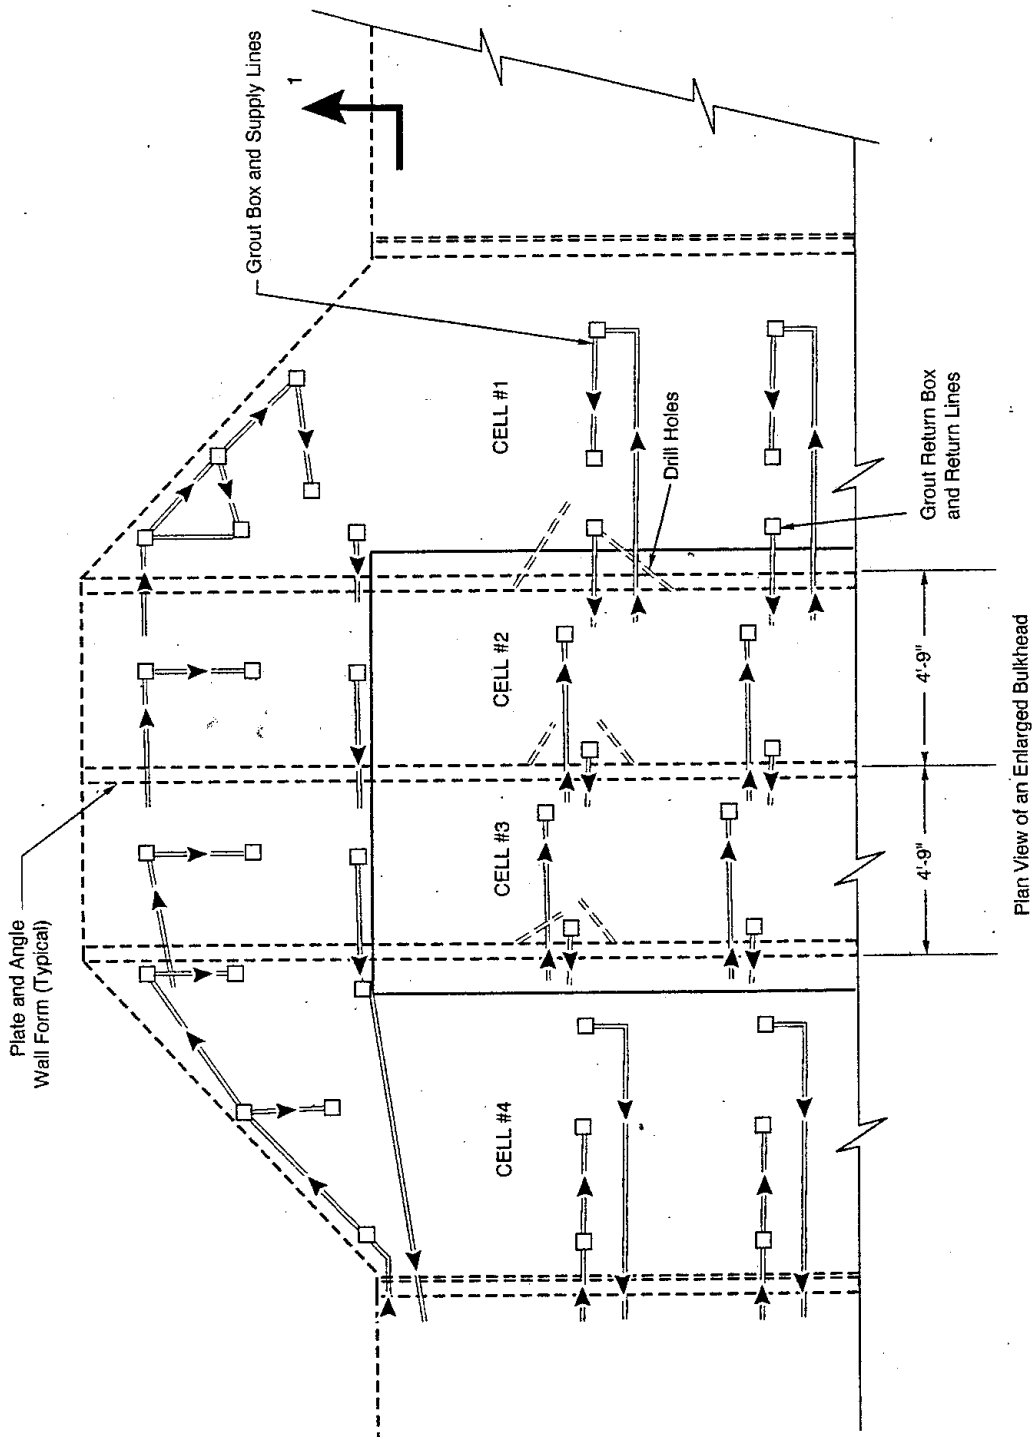 Plate and Angle
Wall Form (Typical)
Grout Box and Supply Lines
1
CELL #4
CELL #3
CELL #2
CELL #1
Drill Holes
Grout Return Box
and Return Lines
4'-9"
4'-9"
Plan View of an Enlarged Bulkhead